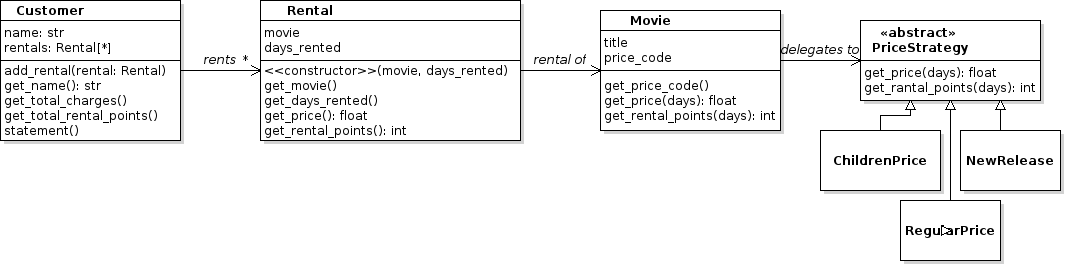 Customer
name: str
rentals: Rental[*]
add_rental(rental: Rental)
get_name(): str
get_total_charges()
get_total_rental_points()
statement()
rents *
Rental
movie
days_rented
<<constructor>>(movie, days_rented)
get_movie()
get_days_rented()
get_price(): float
get_rental_points(): int
rental of
Movie
title
price_code
get_price_code()
get_price(days): float
get_rental_points(days): int
delegates to
«abstract»
PriceStrategy
get_price(days): float
get_rantal_points(days): int
ChildrenPrice
NewRelease
RegularPrice